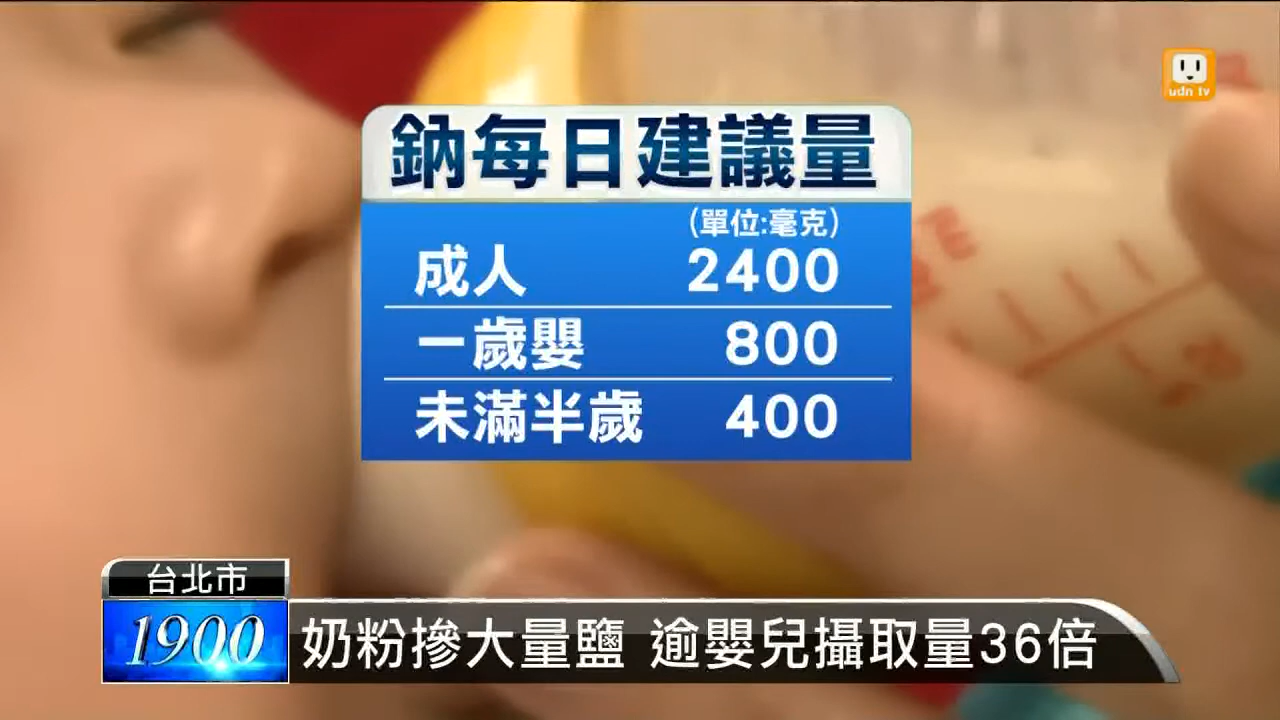 udn tv
鈉每日建議量
(單位:毫克)
成人 2400
一歲嬰 800
未滿半歲 400
台北市
1900 奶粉摻大量鹽 逾嬰兒攝取量36倍